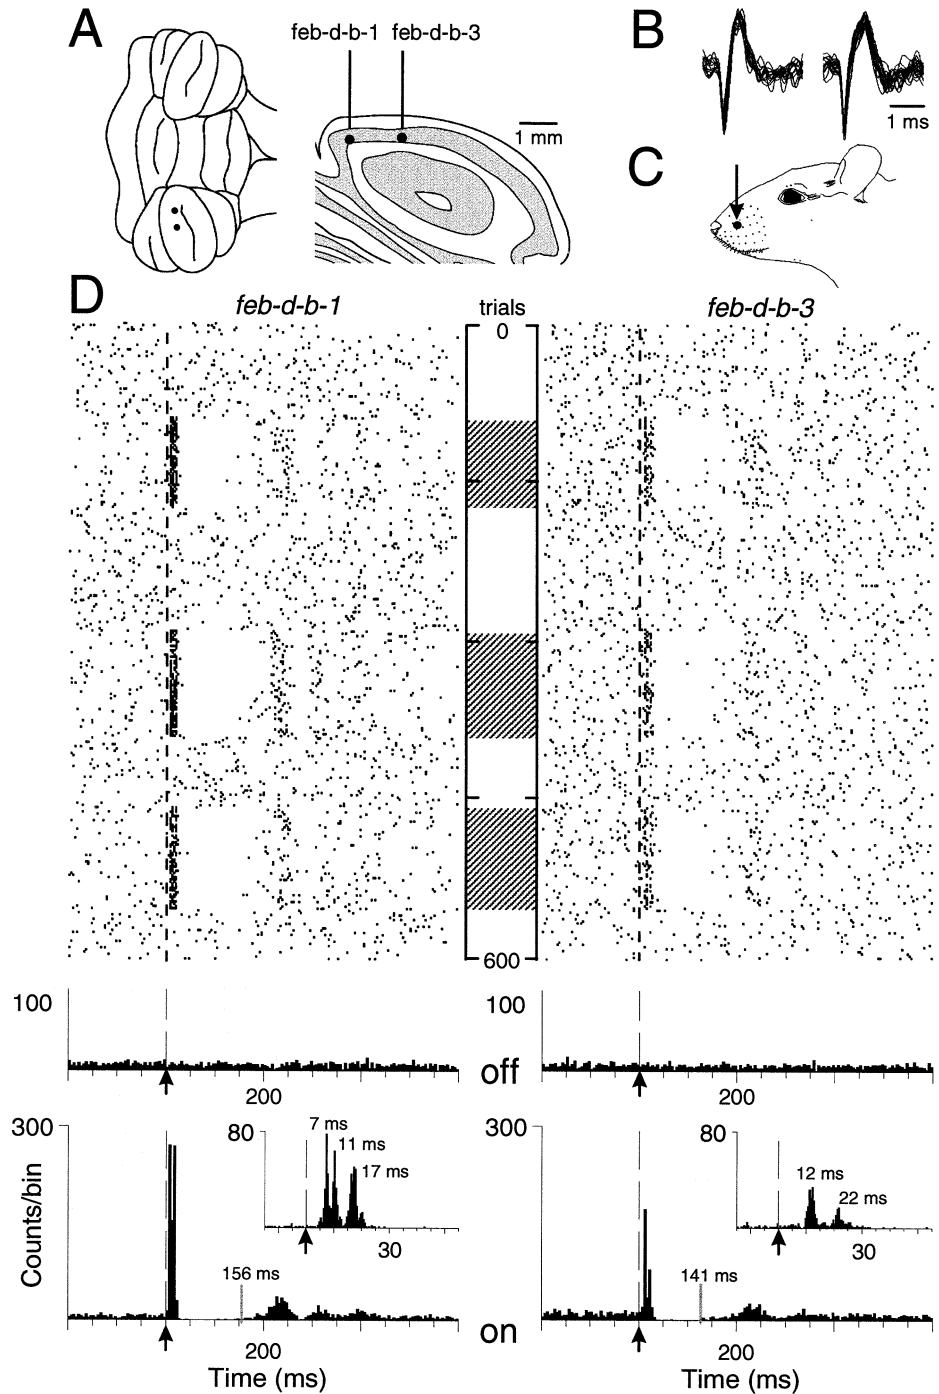 A
feb-d-b-1 feb-d-b-3
1 mm
B
1 ms
C
D
feb-d-b-1 trials feb-d-b-3
0
600
100 100
off
200 200
300 80 7 ms 11 ms 17 ms 300 80 12 ms 22 ms
30 30
Counts/bin
156 ms 141 ms
on
200 200
Time (ms) Time (ms)